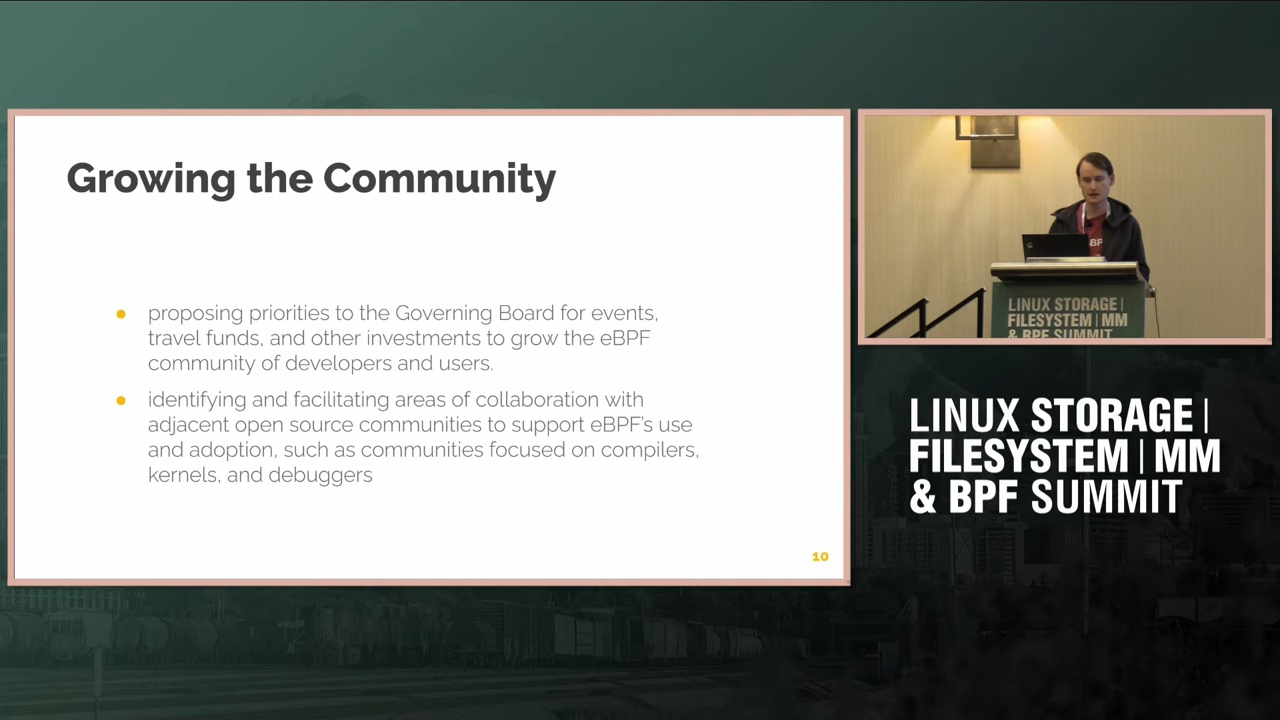 Growing the Community
● proposing priorities to the Governing Board for events,
travel funds, and other investments to grow the eBPF
community of developers and users.
● identifying and facilitating areas of collaboration with
adjacent open source communities to support eBPF’s use
and adoption, such as communities focused on compilers,
kernels, and debuggers
10
BP
LINUX STORAGE |
FILESYSTEM | MM
& BPF SUMMIT
LINUX STORAGE |
FILESYSTEM | MM
& BPF SUMMIT